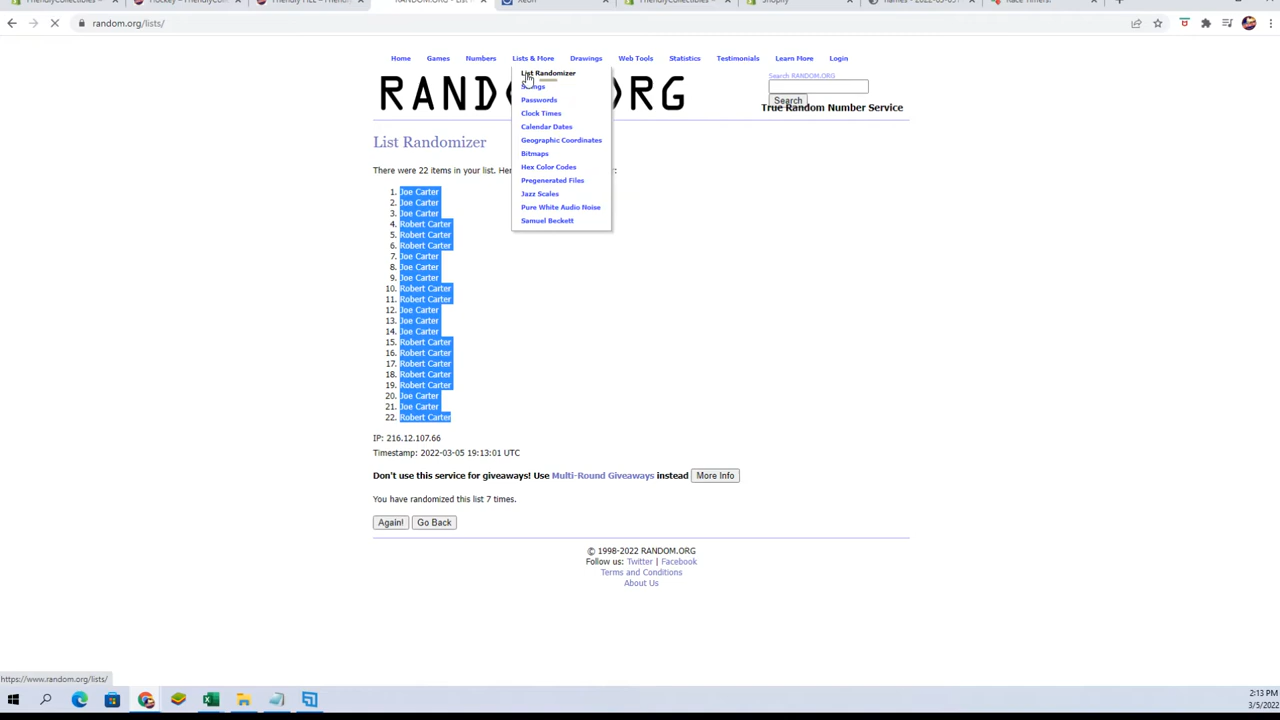 random.org/lists/
Home Games Numbers Lists & More Drawings Web Tools Statistics Testimonials Learn More Login
List Randomizer
Passwords
Clock Times
Calendar Dates
Geographic Coordinates
Bitmaps
Hex Color Codes
Pregenerated Files
Jazz Scales
Pure White Audio Noise
Samuel Beckett
Search RANDOM.ORG
Search
True Random Number Service
List Randomizer
There were 22 items in your list.
1. Joe Carter
2. Joe Carter
3. Joe Carter
4. Robert Carter
5. Robert Carter
6. Robert Carter
7. Joe Carter
8. Joe Carter
9. Joe Carter
10. Robert Carter
11. Robert Carter
12. Joe Carter
13. Joe Carter
14. Joe Carter
15. Robert Carter
16. Robert Carter
17. Robert Carter
18. Robert Carter
19. Robert Carter
20. Joe Carter
21. Joe Carter
22. Robert Carter
IP: 216.12.107.66
Timestamp: 2022-03-05 19:13:01 UTC
Don't use this service for giveaways! Use Multi-Round Giveaways instead More Info
You have randomized this list 7 times.
Again! Go Back
© 1998-2022 RANDOM.ORG
Follow us: Twitter | Facebook
Terms and Conditions
About Us
https://www.random.org/lists/
2:13 PM
3/5/2022